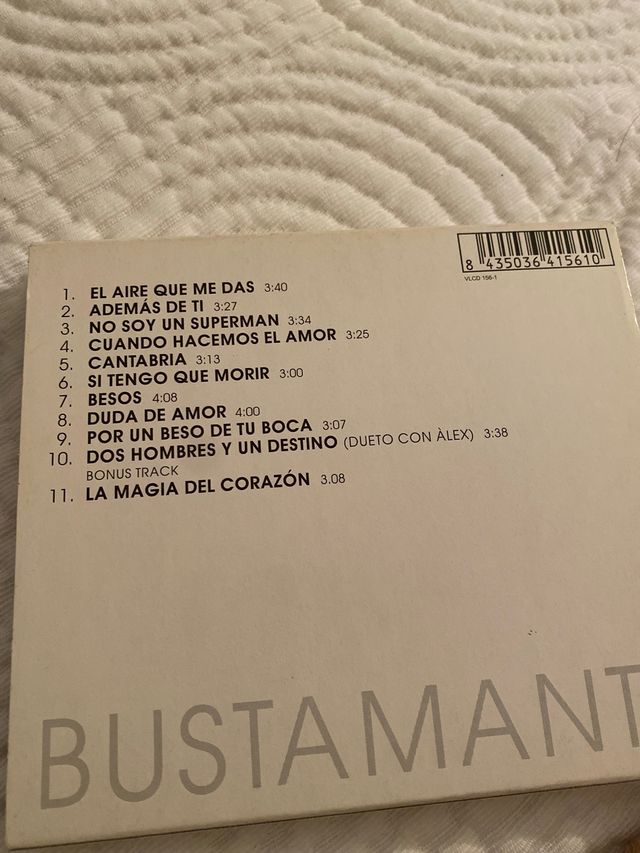 8 435036 415610
VLCD 156-1
1. EL AIRE QUE ME DAS 3:40
2. ADEMÁS DE TI 3:27
3. NO SOY UN SUPERMAN 3:34
4. CUANDO HACEMOS EL AMOR 3:25
5. CANTABRIA 3:13
6. SI TENGO QUE MORIR 3:00
7. BESOS 4:08
8. DUDA DE AMOR 4:00
9. POR UN BESO DE TU BOCA 3:07
10. DOS HOMBRES Y UN DESTINO (DUETO CON ÀLEX) 3:38
BONUS TRACK
11. LA MAGIA DEL CORAZÓN 3.08
BUSTAMANT